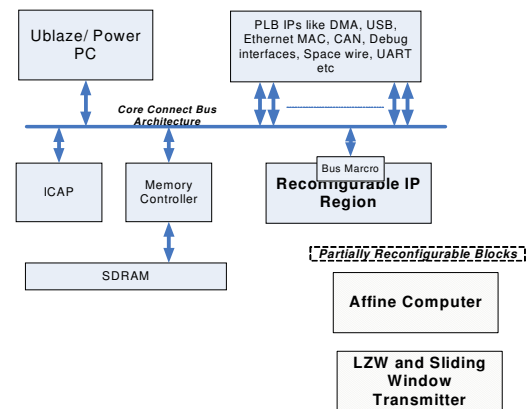 Ublaze/ Power
PC
PLB IPs like DMA, USB,
Ethernet MAC, CAN, Debug
interfaces, Space wire, UART
etc
Core Connect Bus
Architecture
ICAP
Memory
Controller
Bus Marcro
Reconfigurable IP
Region
SDRAM
Partially Reconfigurable Blocks
Affine Computer
LZW and Sliding
Window
Transmitter